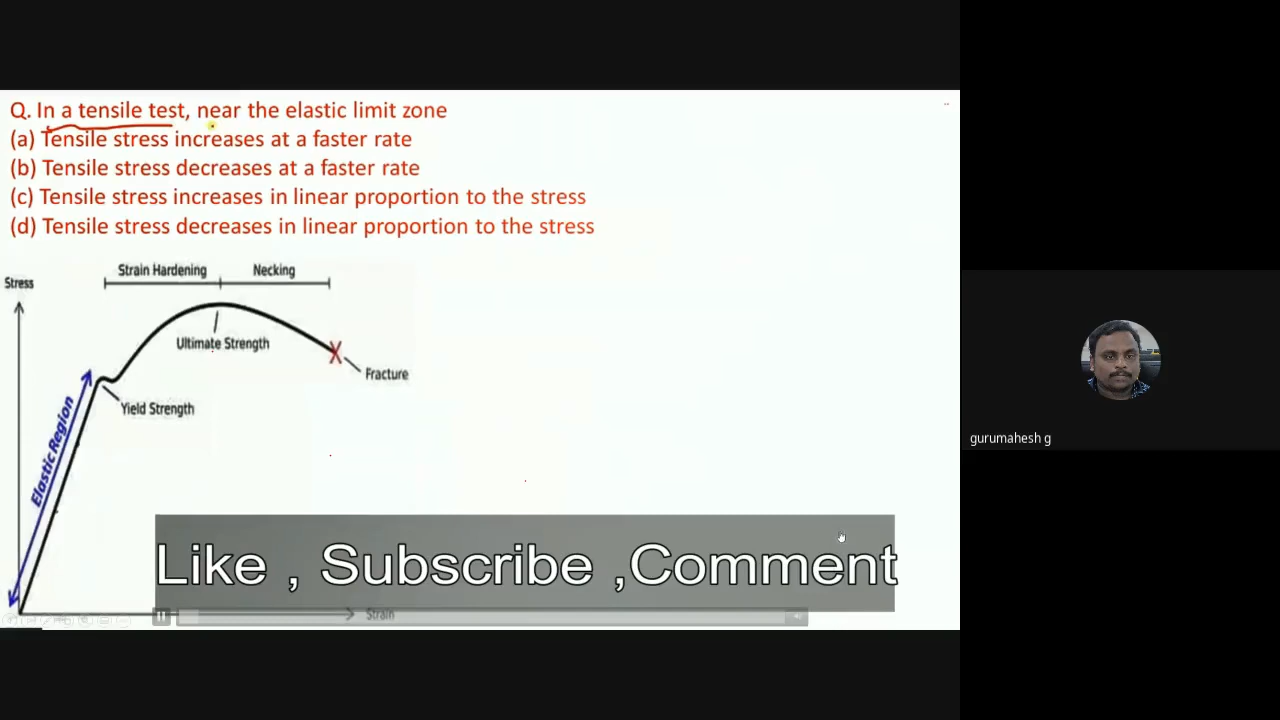 Q. In a tensile test, near the elastic limit zone
(a) Tensile stress increases at a faster rate
(b) Tensile stress decreases at a faster rate
(c) Tensile stress increases in linear proportion to the stress
(d) Tensile stress decreases in linear proportion to the stress
Strain Hardening
Necking
Stress
Ultimate Strength
Fracture
Yield Strength
Elastic Region
gurumahesh g
Like , Subscribe ,Comment
Strain